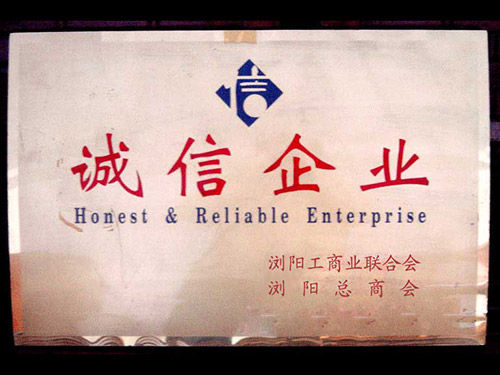 信
诚信企业
Honest & Reliable Enterprise
浏阳工商业联合会
浏阳总商会